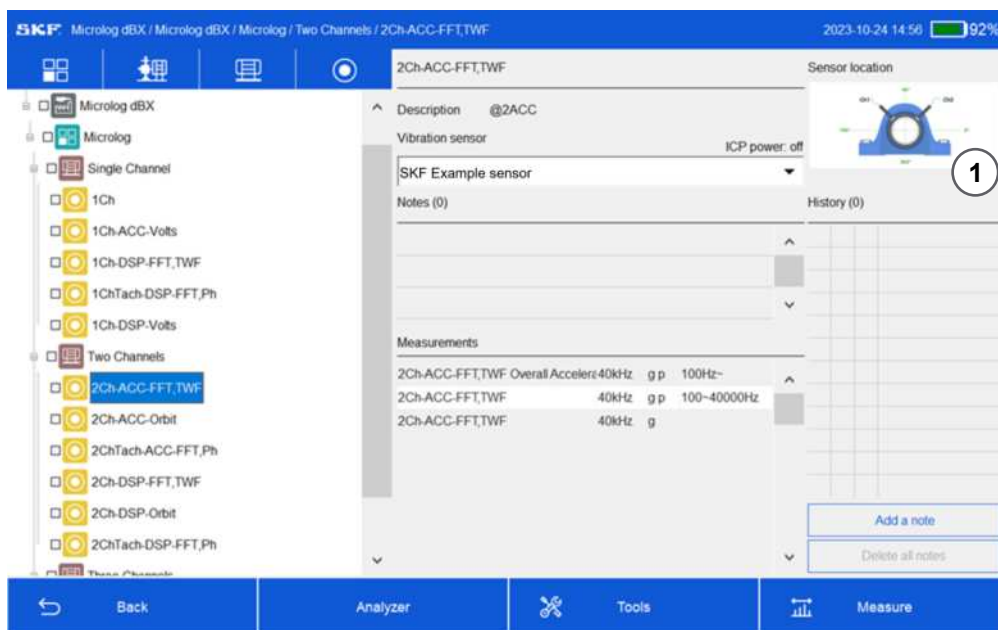 SKF Microlog dBX / Microlog dBX / Microlog / Two Channels / 2Ch-ACC-FFT,TWF
2023-10-24 14:56 92%
Microlog dBX
Microlog
Single Channel
1Ch
1Ch-ACC-Volts
1Ch-DSP-FFT,TWF
1ChTach-DSP-FFT,Ph
1Ch-DSP-Volts
Two Channels
2Ch-ACC-FFT,TWF
2Ch-ACC-Orbit
2ChTach-ACC-FFT,Ph
2Ch-DSP-FFT,TWF
2Ch-DSP-Orbit
2ChTach-DSP-FFT,Ph
Three Channels
2Ch-ACC-FFT,TWF
Description @2ACC
Vibration sensor
ICP power: off
SKF Example sensor
Notes (0)
Measurements
2Ch-ACC-FFT,TWF Overall Acceler 40kHz g p 100Hz~
2Ch-ACC-FFT,TWF 40kHz g p 100~40000Hz
2Ch-ACC-FFT,TWF 40kHz g
Sensor location
1
History (0)
Add a note
Delete all notes
Back
Analyzer
Tools
Measure